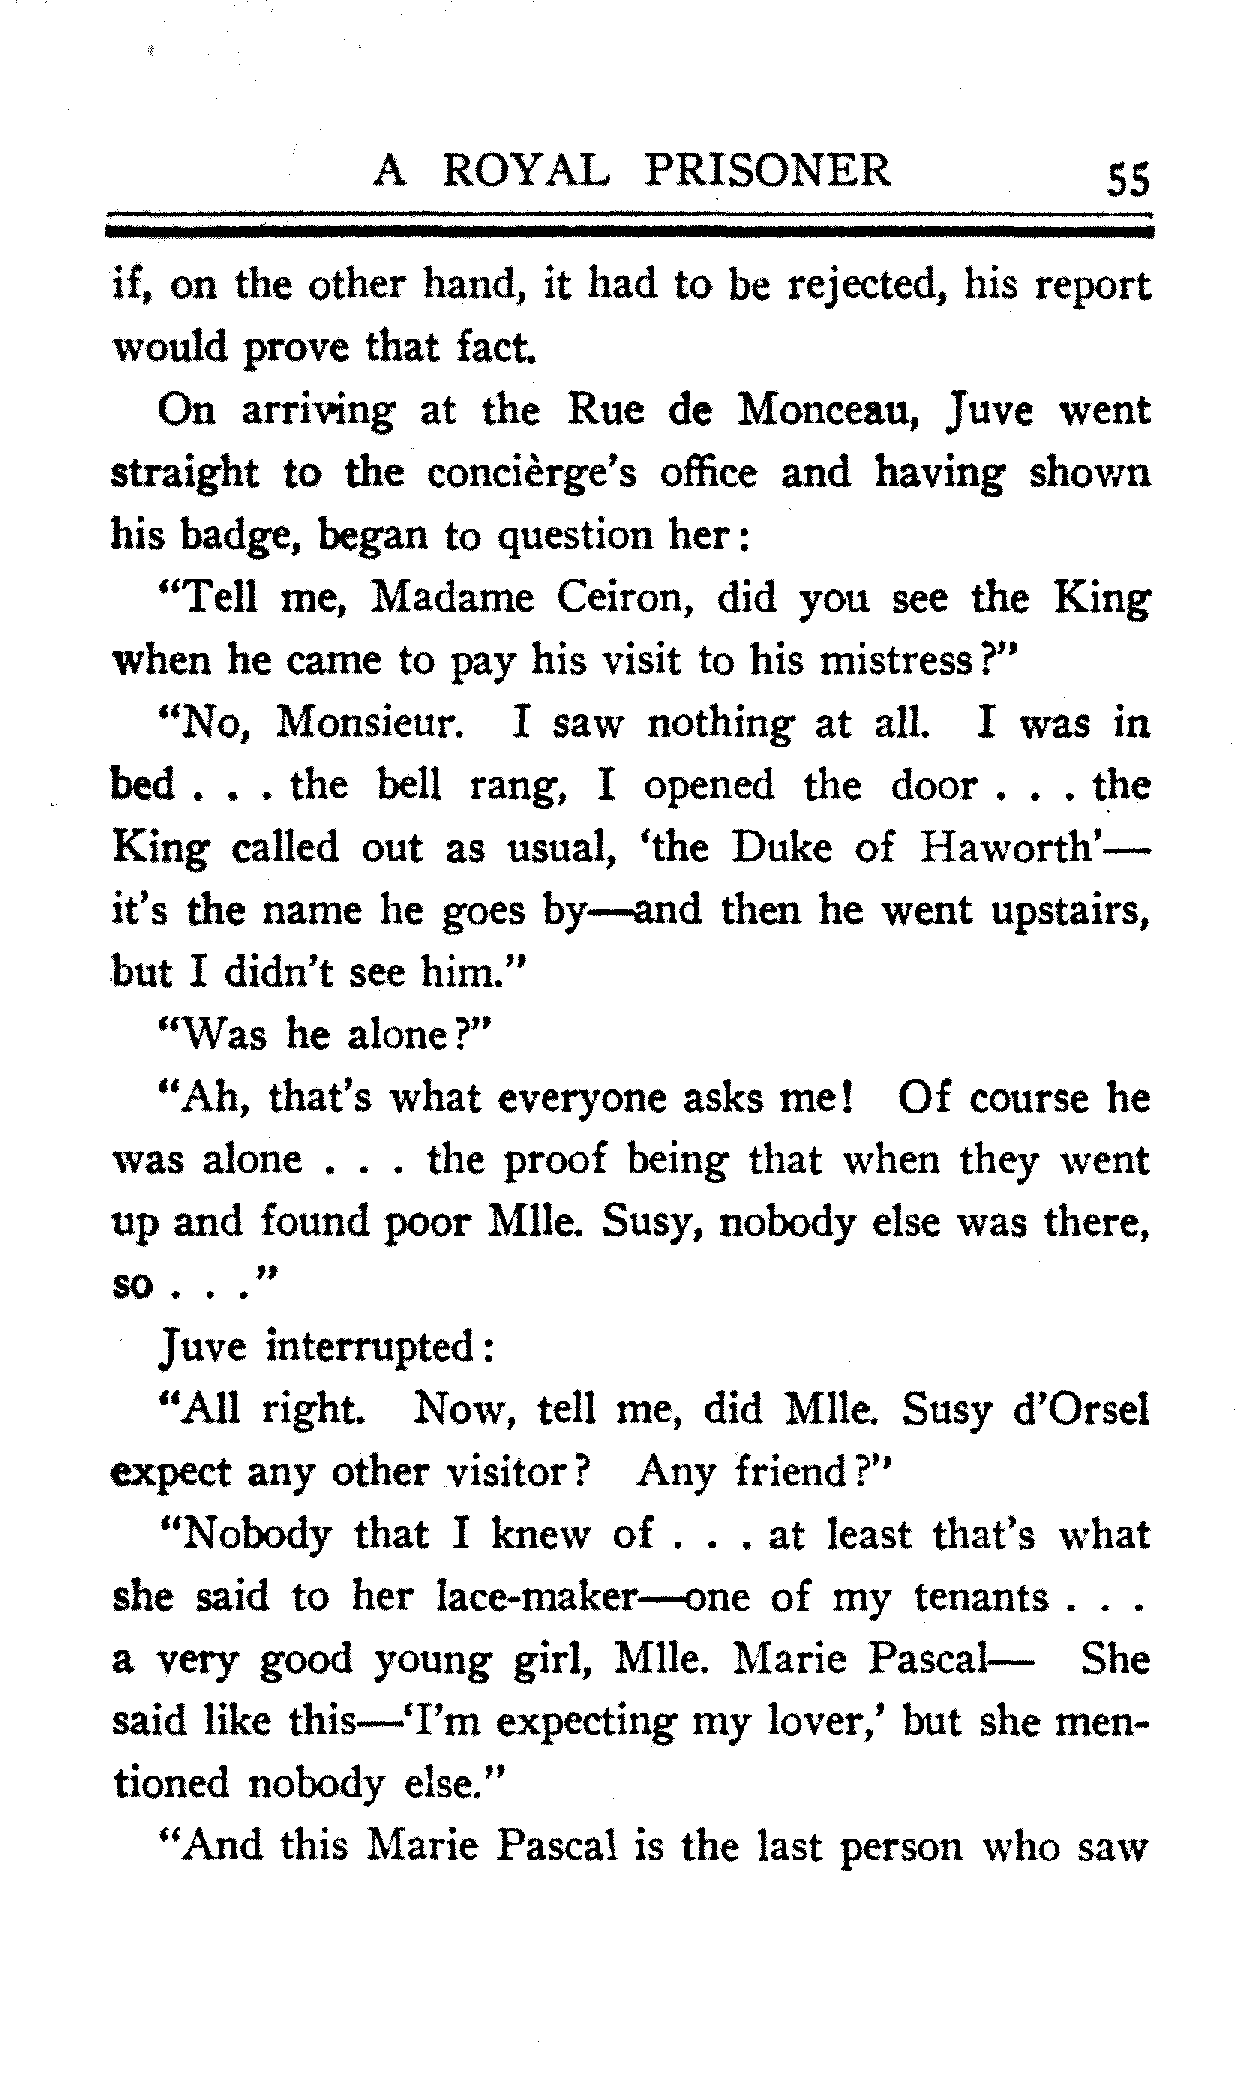 A ROYAL PRISONER 55
if, on the other hand, it had to be rejected, his report
would prove that fact.
On arriving at the Rue de Monceau, Juve went
straight to the concièrge's office and having shown
his badge, began to question her:
"Tell me, Madame Ceiron, did you see the King
when he came to pay his visit to his mistress?"
"No, Monsieur. I saw nothing at all. I was in
bed . . . the bell rang, I opened the door . . . the
King called out as usual, 'the Duke of Haworth'—
it's the name he goes by—and then he went upstairs,
but I didn't see him."
"Was he alone?"
"Ah, that's what everyone asks me! Of course he
was alone . . . the proof being that when they went
up and found poor Mlle. Susy, nobody else was there,
so . . ."
Juve interrupted:
"All right. Now, tell me, did Mlle. Susy d'Orsel
expect any other visitor? Any friend?"
"Nobody that I knew of . . . at least that's what
she said to her lace-maker—one of my tenants . . .
a very good young girl, Mlle. Marie Pascal— She
said like this—'I'm expecting my lover,' but she men-
tioned nobody else."
"And this Marie Pascal is the last person who saw